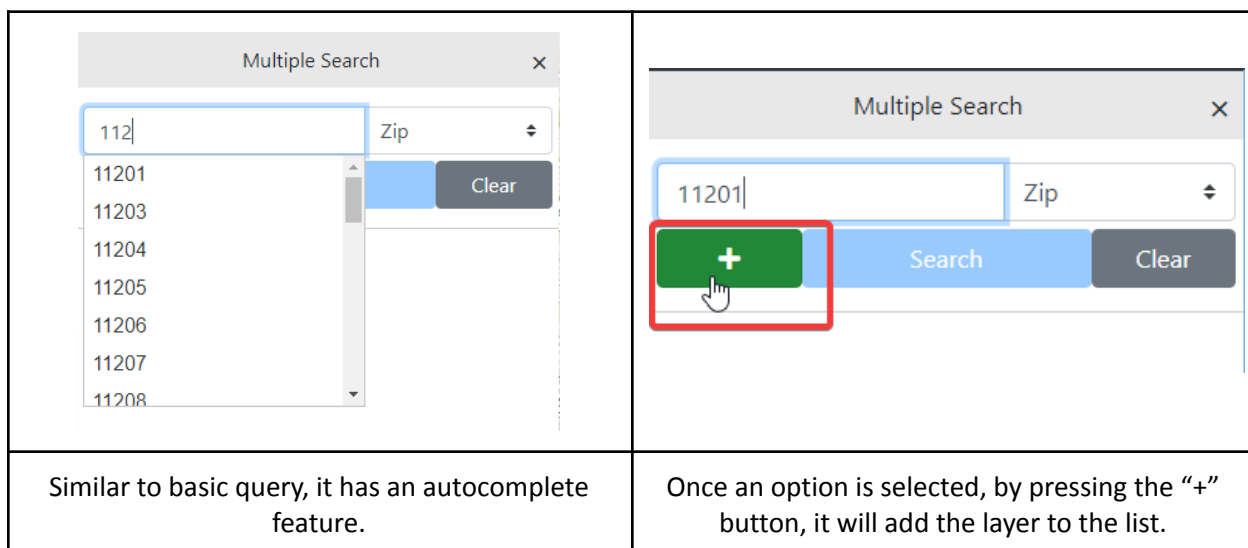 Multiple Search ×
112 Zip
11201
Clear
11203
11204
11205
11206
11207
11208
Similar to basic query, it has an autocomplete
feature.
Multiple Search ×
11201 Zip
+ Search Clear
Once an option is selected, by pressing the “+”
button, it will add the layer to the list.